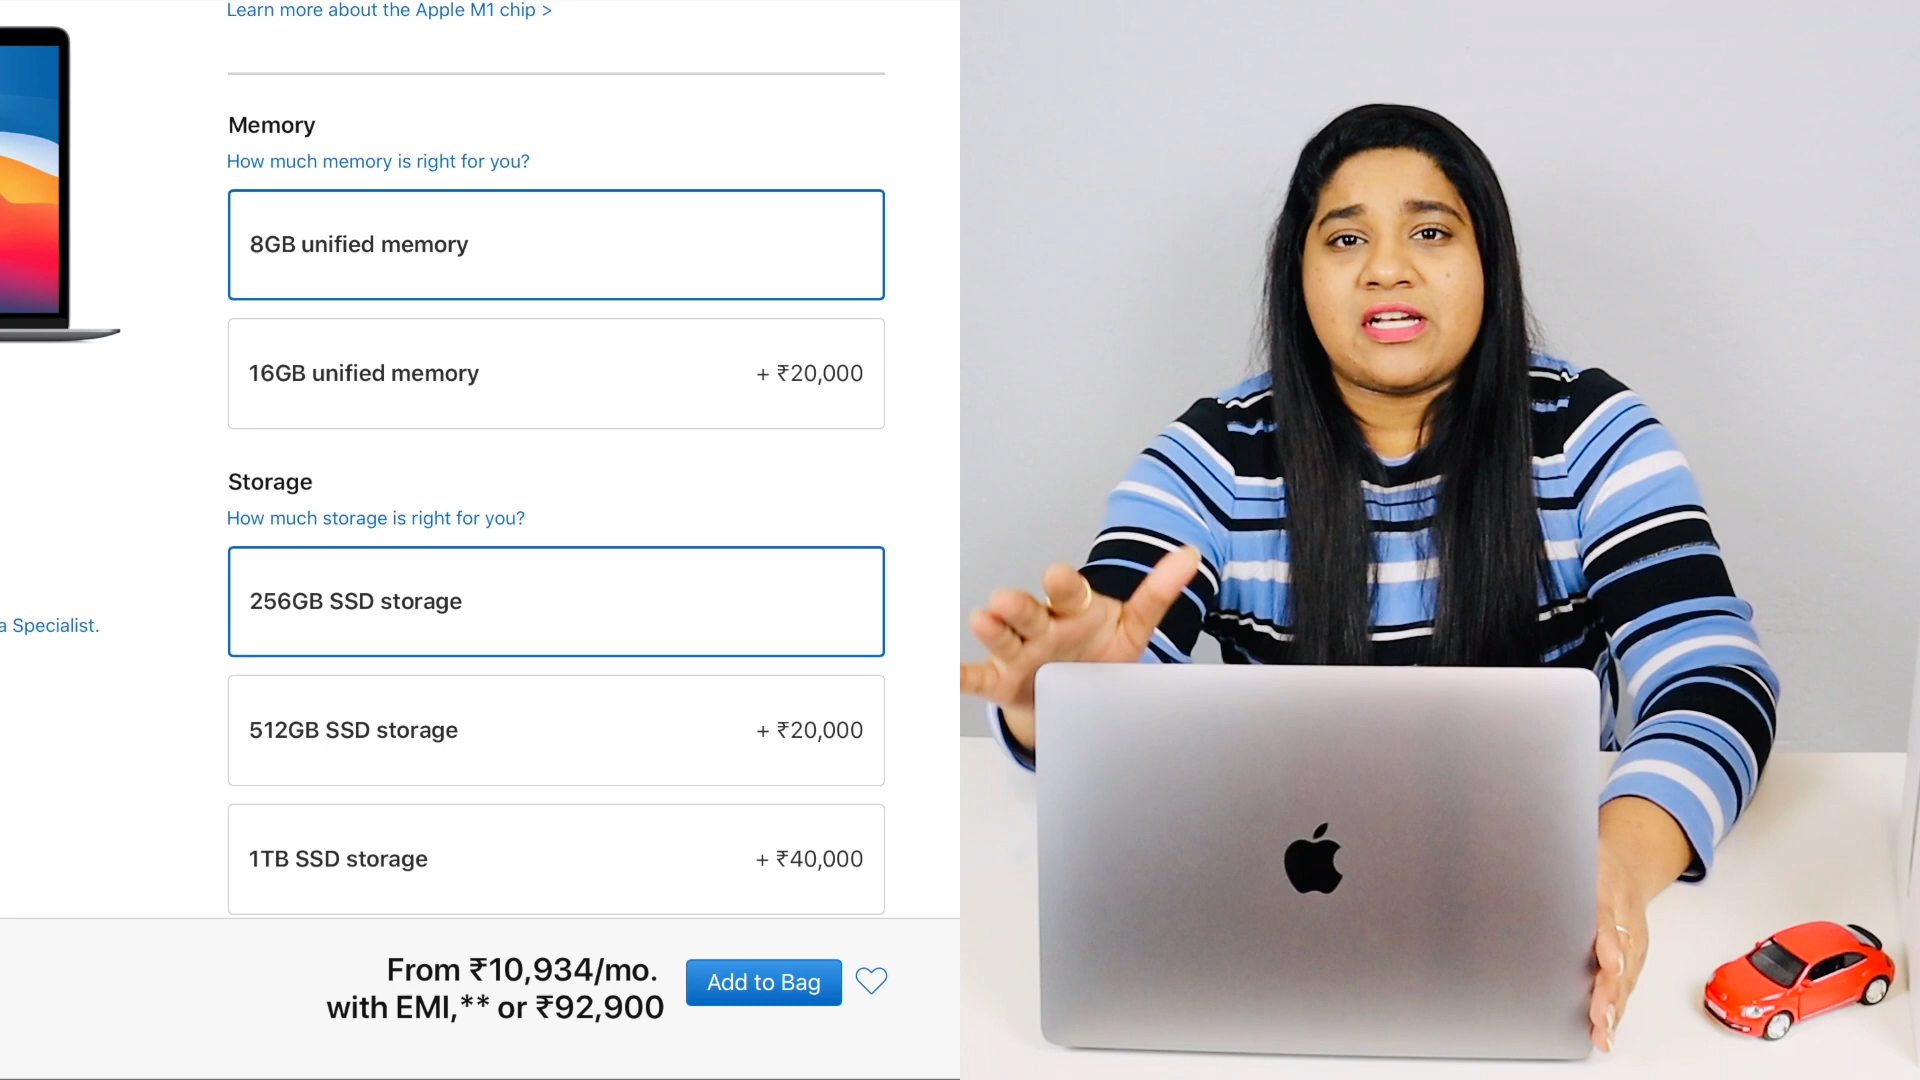 Learn more about the Apple M1 chip >
Memory
How much memory is right for you?
8GB unified memory
16GB unified memory + ₹20,000
Storage
How much storage is right for you?
256GB SSD storage
a Specialist.
512GB SSD storage + ₹20,000
1TB SSD storage + ₹40,000
From ₹10,934/mo.
with EMI,** or ₹92,900
Add to Bag